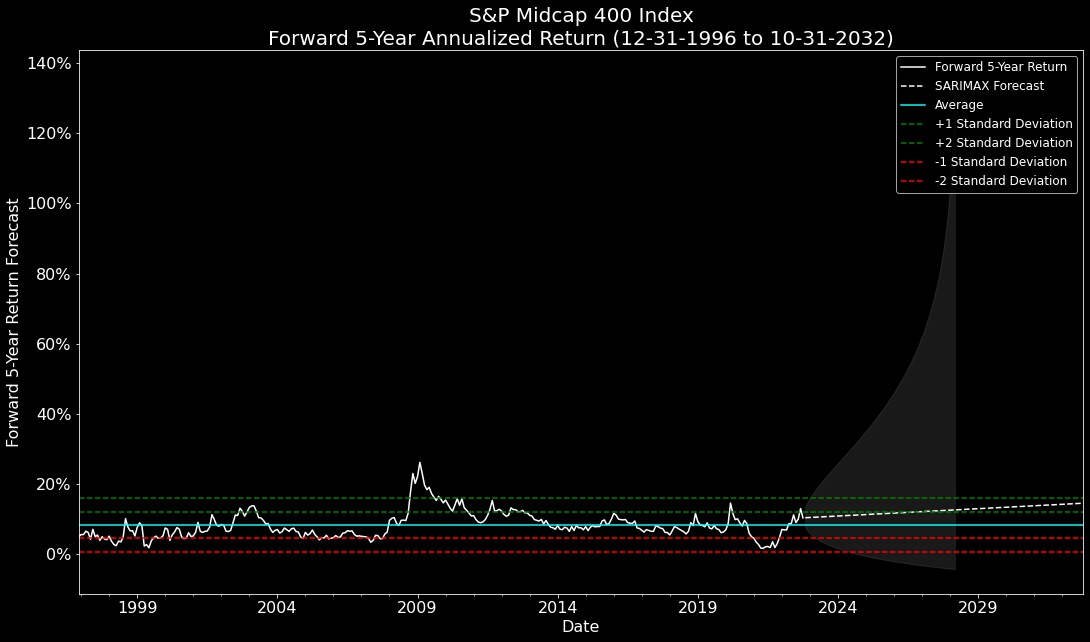 S&P Midcap 400 Index
Forward 5-Year Annualized Return (12-31-1996 to 10-31-2032)
Forward 5-Year Return Forecast
140%
120%
100%
80%
60%
40%
20%
0%
Forward 5-Year Return
SARIMAX Forecast
Average
+1 Standard Deviation
+2 Standard Deviation
-1 Standard Deviation
-2 Standard Deviation
1999 2004 2009 2014 2019 2024 2029
Date